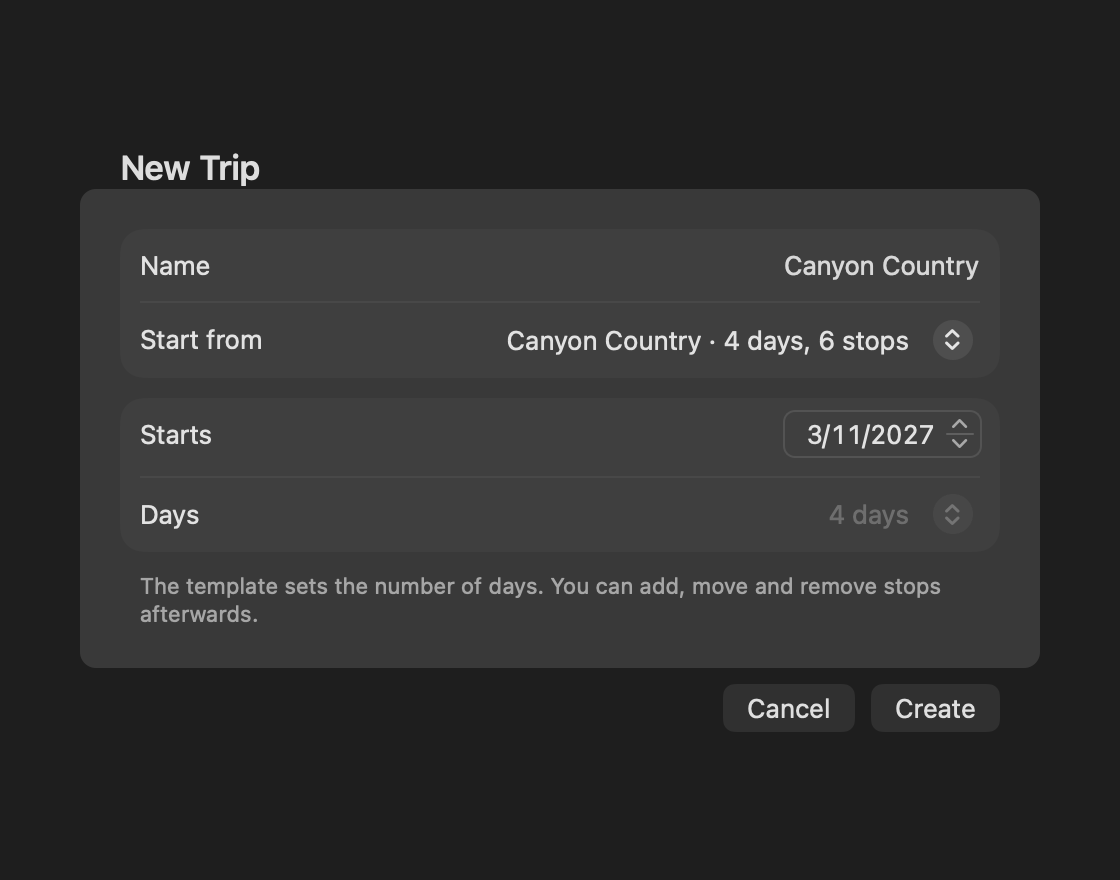 New Trip
Name
Canyon Country
Start from
Canyon Country · 4 days, 6 stops
Starts
3/11/2027
Days
4 days
The template sets the number of days. You can add, move and remove stops
afterwards.
Cancel
Create